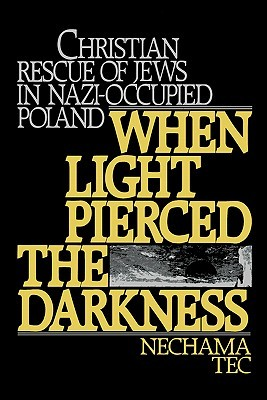 CHRISTIAN
RESCUE OF JEWS
IN NAZI-OCCUPIED
POLAND
WHEN
LIGHT
PIERCED
THE
DARKNESS
NECHAMA
TEC